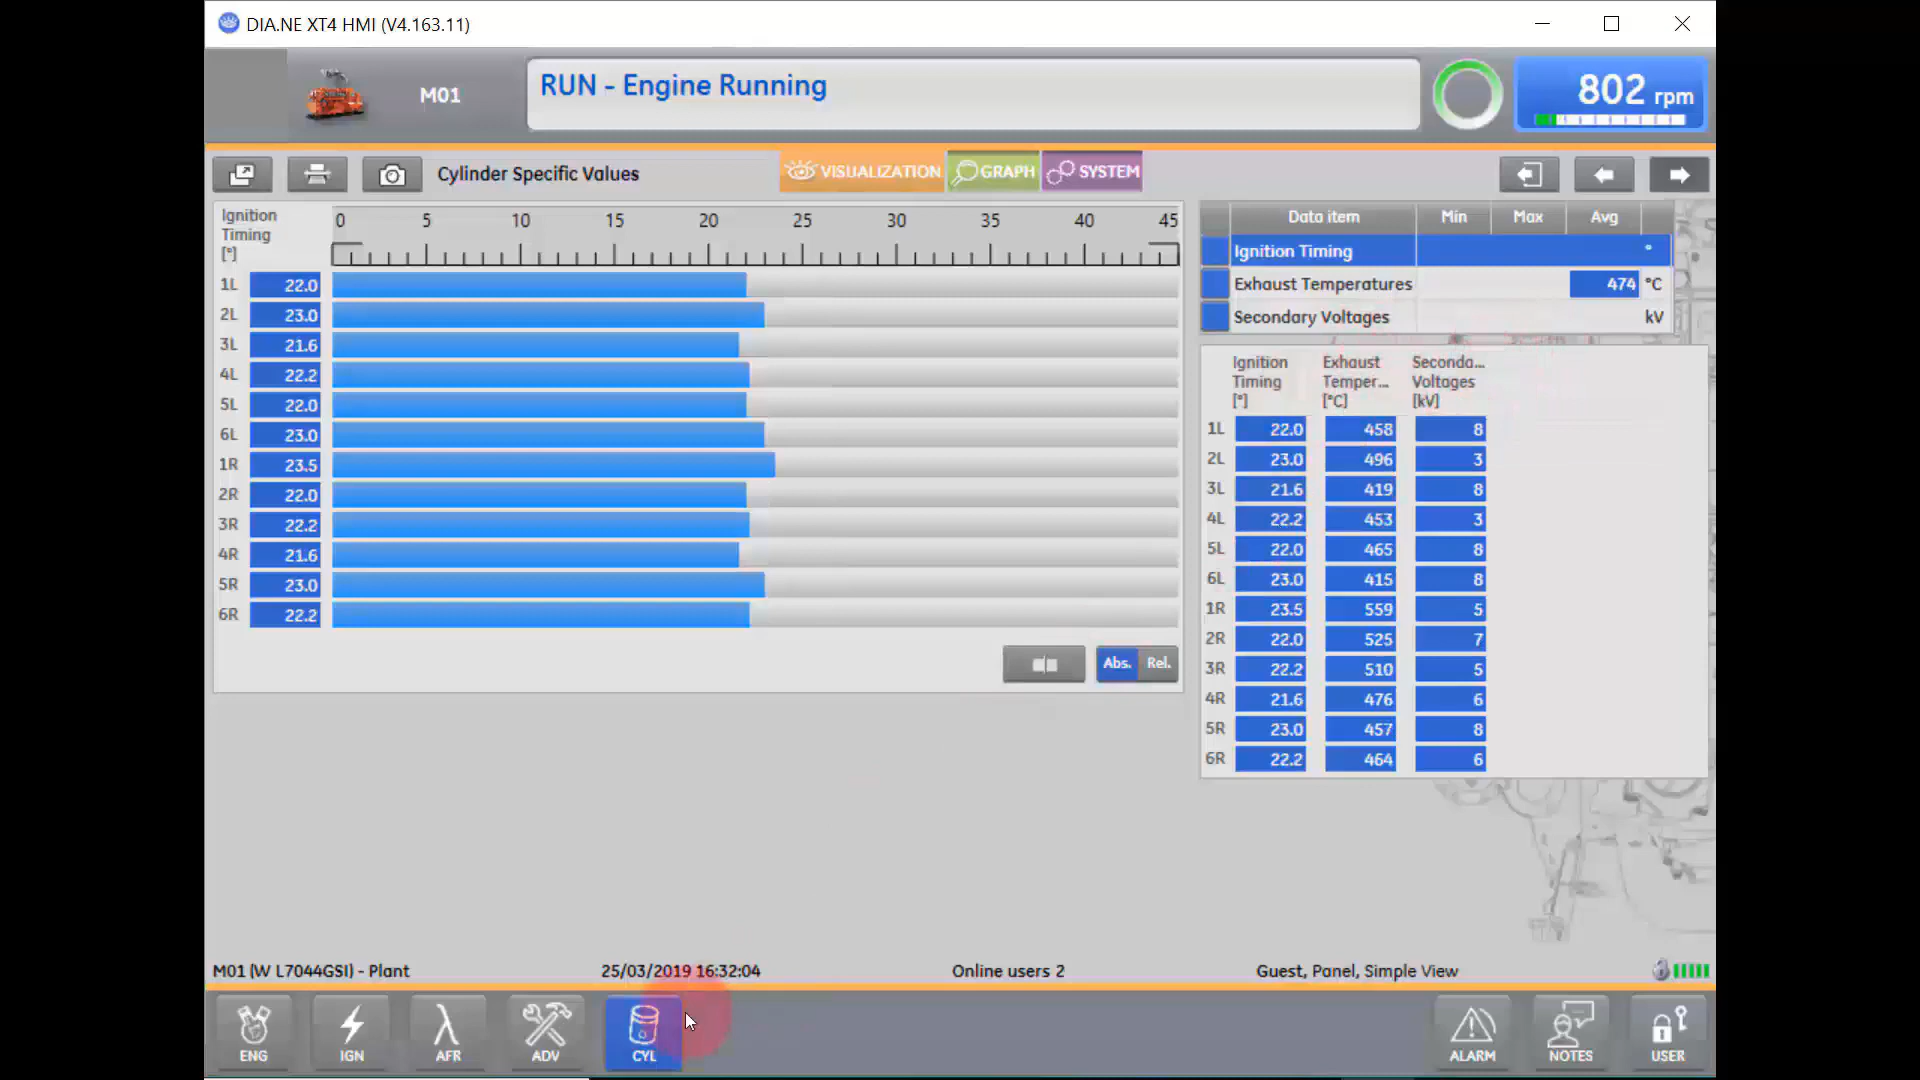 DIA.NE XT4 HMI (V4.163.11)
M01
RUN - Engine Running
802 rpm
Cylinder Specific Values
VISUALIZATION
GRAPH
SYSTEM
Ignition
Timing
[°]
0 5 10 15 20 25 30 35 40 45
1L 22.0
2L 23.0
3L 21.6
4L 22.2
5L 22.0
6L 23.0
1R 23.5
2R 22.0
3R 22.2
4R 21.6
5R 23.0
6R 22.2
Abs. Rel.
Data item Min Max Avg
Ignition Timing °
Exhaust Temperatures 474 °C
Secondary Voltages kV
Ignition Exhaust Seconda...
Timing Temper... Voltages
[°] [°C] [kV]
1L 22.0 458 8
2L 23.0 496 3
3L 21.6 419 8
4L 22.2 453 3
5L 22.0 465 8
6L 23.0 415 8
1R 23.5 559 5
2R 22.0 525 7
3R 22.2 510 5
4R 21.6 476 6
5R 23.0 457 8
6R 22.2 464 6
M01 (W L7044GSI) - Plant
25/03/2019 16:32:04
Online users 2
Guest, Panel, Simple View
ENG
IGN
λ
AFR
ADV
CYL
ALARM
NOTES
USER